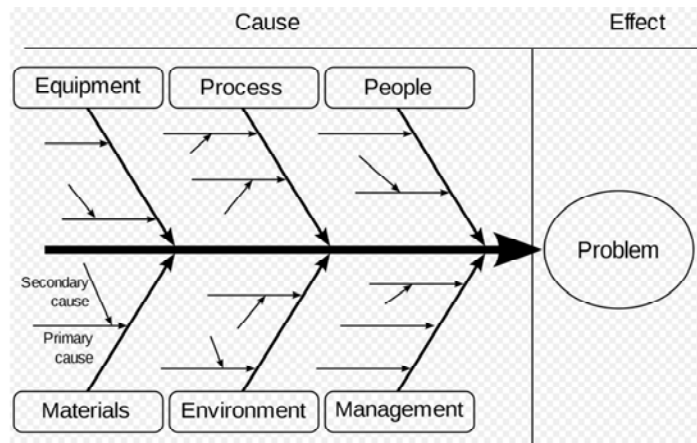 Cause
Effect
Equipment
Process
People
Problem
Secondary
cause
Primary
cause
Materials
Environment
Management